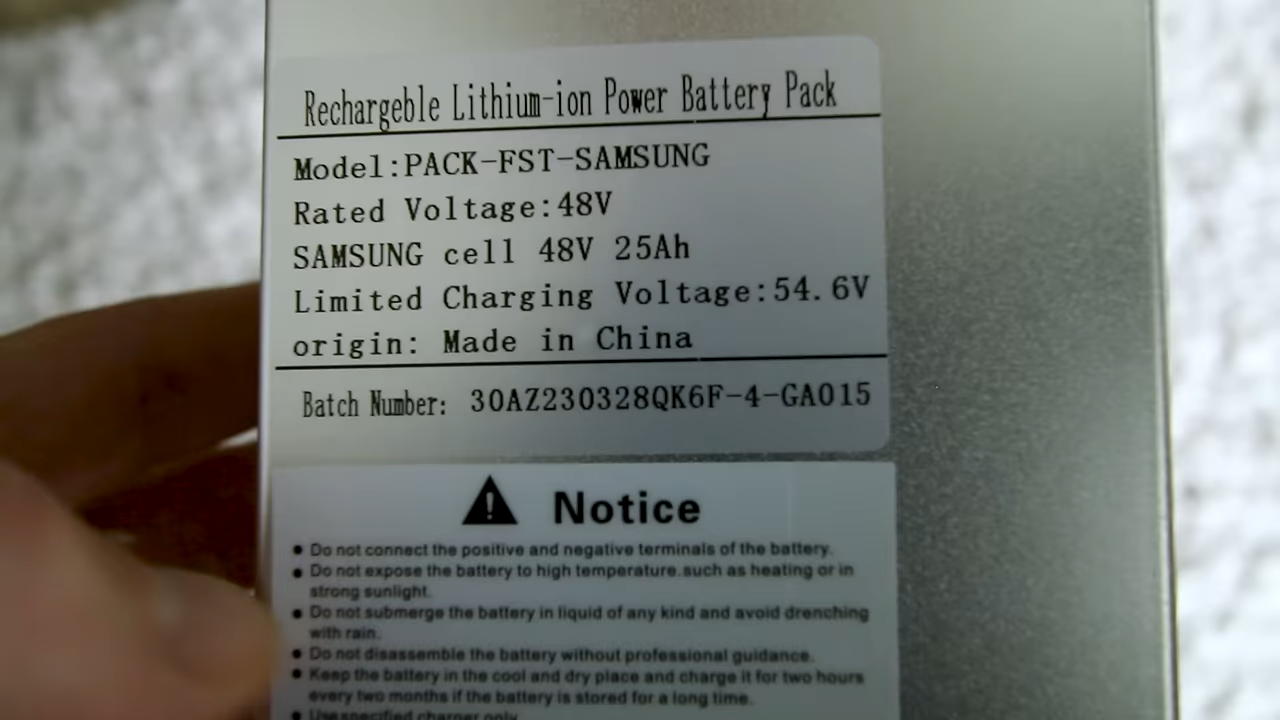 Rechargeble Lithium-ion Power Battery Pack
Model:PACK-FST-SAMSUNG
Rated Voltage:48V
SAMSUNG cell 48V 25Ah
Limited Charging Voltage:54.6V
origin: Made in China
Batch Number: 30AZ230328QK6F-4-GA015
Notice
• Do not connect the positive and negative terminals of the battery.
• Do not expose the battery to high temperature.such as heating or in
strong sunlight.
• Do not submerge the battery in liquid of any kind and avoid drenching
with rain.
• Do not disassemble the battery without professional guidance.
• Keep the battery in the cool and dry place and charge it for two hours
every two months if the battery is stored for a long time.
• Use specified charger only.